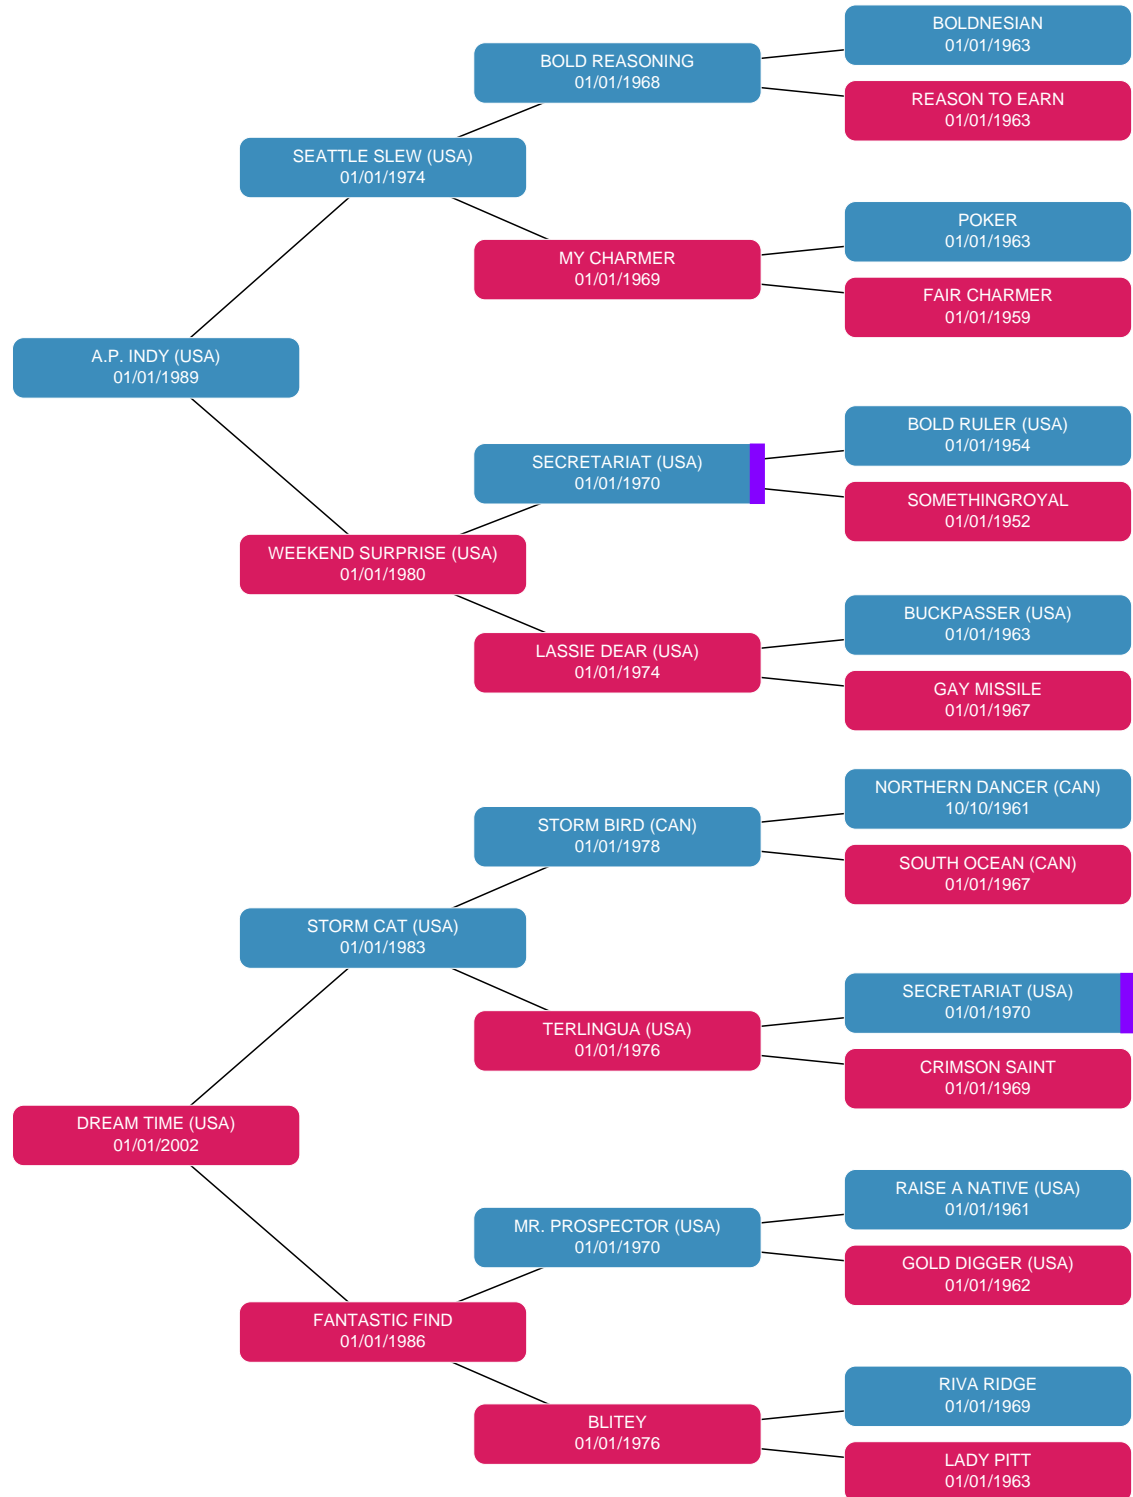 BOLDNESIAN
01/01/1963
BOLD REASONING
01/01/1968
REASON TO EARN
01/01/1963
SEATTLE SLEW (USA)
01/01/1974
POKER
01/01/1963
MY CHARMER
01/01/1969
FAIR CHARMER
01/01/1959
A.P. INDY (USA)
01/01/1989
BOLD RULER (USA)
01/01/1954
SECRETARIAT (USA)
01/01/1970
SOMETHINGROYAL
01/01/1952
WEEKEND SURPRISE (USA)
01/01/1980
BUCKPASSER (USA)
01/01/1963
LASSIE DEAR (USA)
01/01/1974
GAY MISSILE
01/01/1967
NORTHERN DANCER (CAN)
10/10/1961
STORM BIRD (CAN)
01/01/1978
SOUTH OCEAN (CAN)
01/01/1967
STORM CAT (USA)
01/01/1983
SECRETARIAT (USA)
01/01/1970
TERLINGUA (USA)
01/01/1976
CRIMSON SAINT
01/01/1969
DREAM TIME (USA)
01/01/2002
RAISE A NATIVE (USA)
01/01/1961
MR. PROSPECTOR (USA)
01/01/1970
GOLD DIGGER (USA)
01/01/1962
FANTASTIC FIND
01/01/1986
RIVA RIDGE
01/01/1969
BLITEY
01/01/1976
LADY PITT
01/01/1963